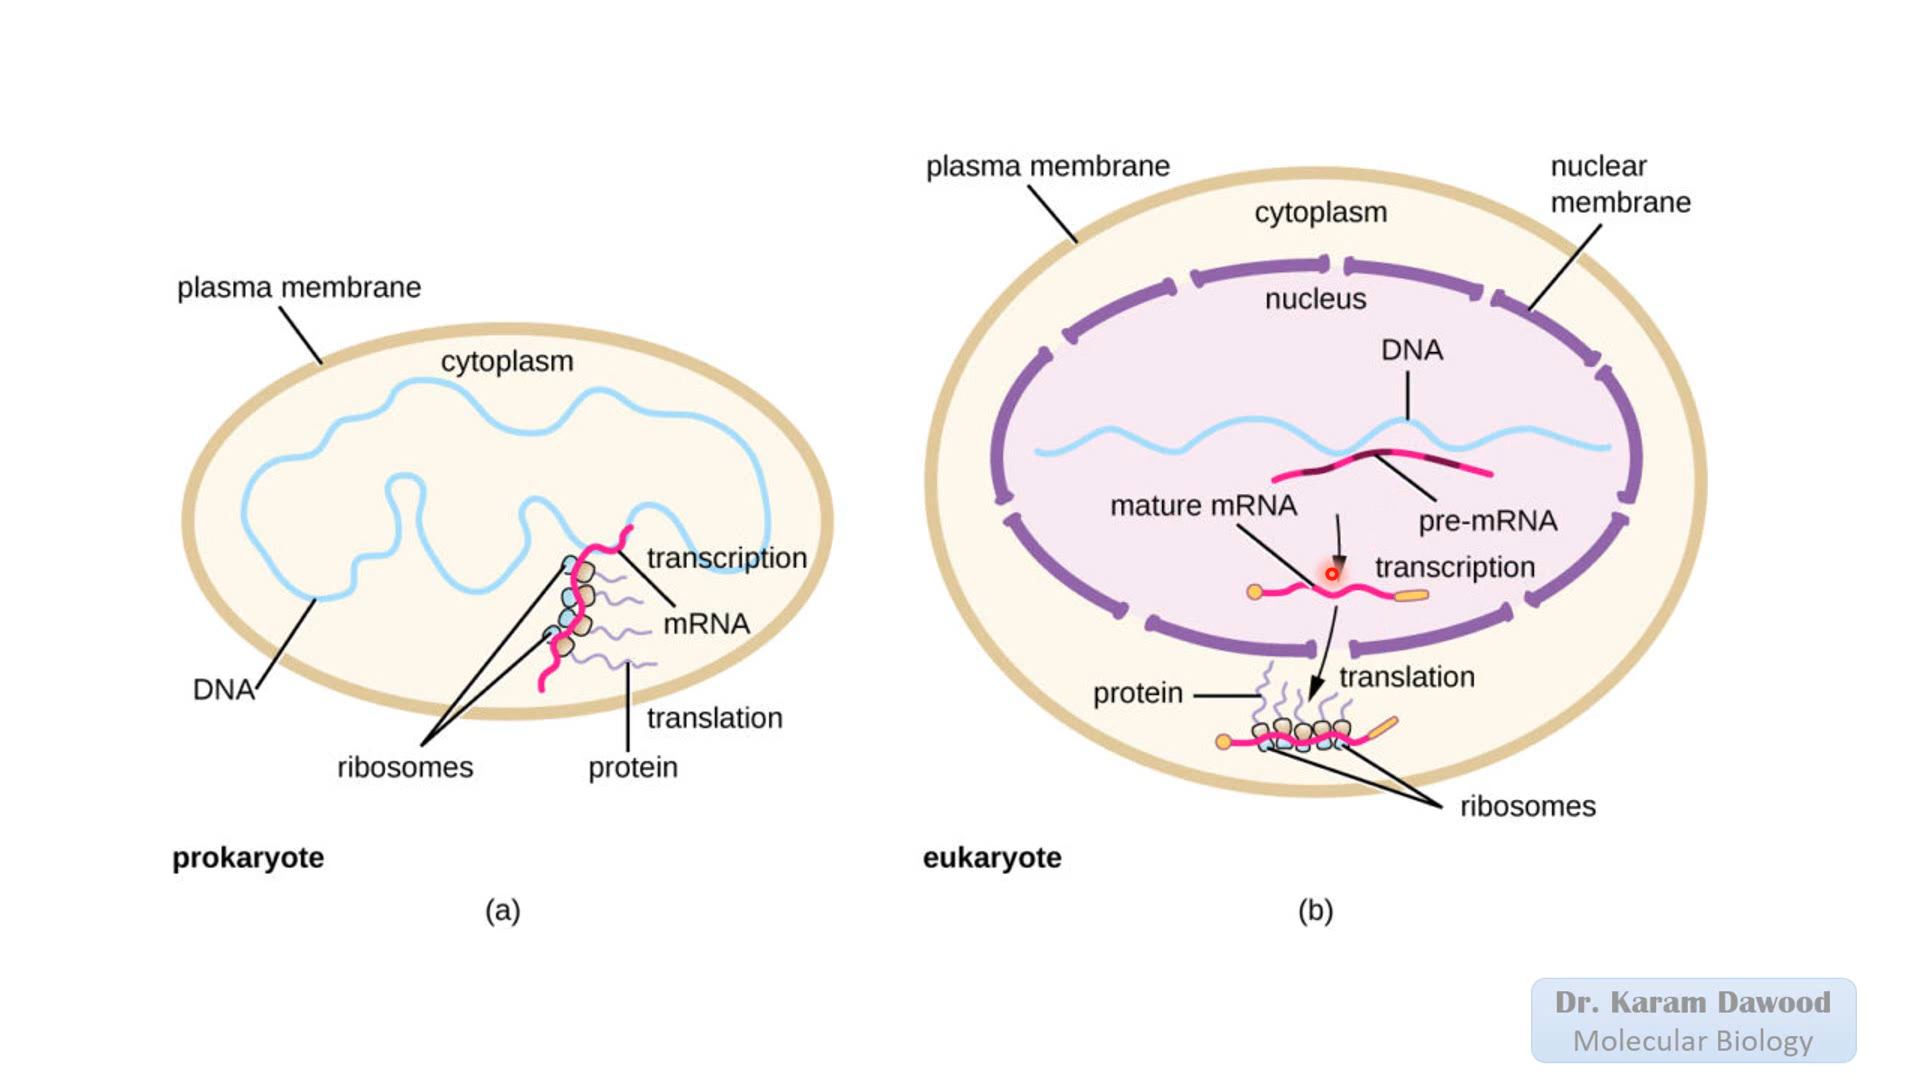 plasma membrane
cytoplasm
transcription
mRNA
DNA
translation
ribosomes
protein
prokaryote
(a)
plasma membrane
nuclear
membrane
cytoplasm
nucleus
DNA
mature mRNA
pre-mRNA
transcription
translation
protein
ribosomes
eukaryote
(b)
Dr. Karam Dawood
Molecular Biology